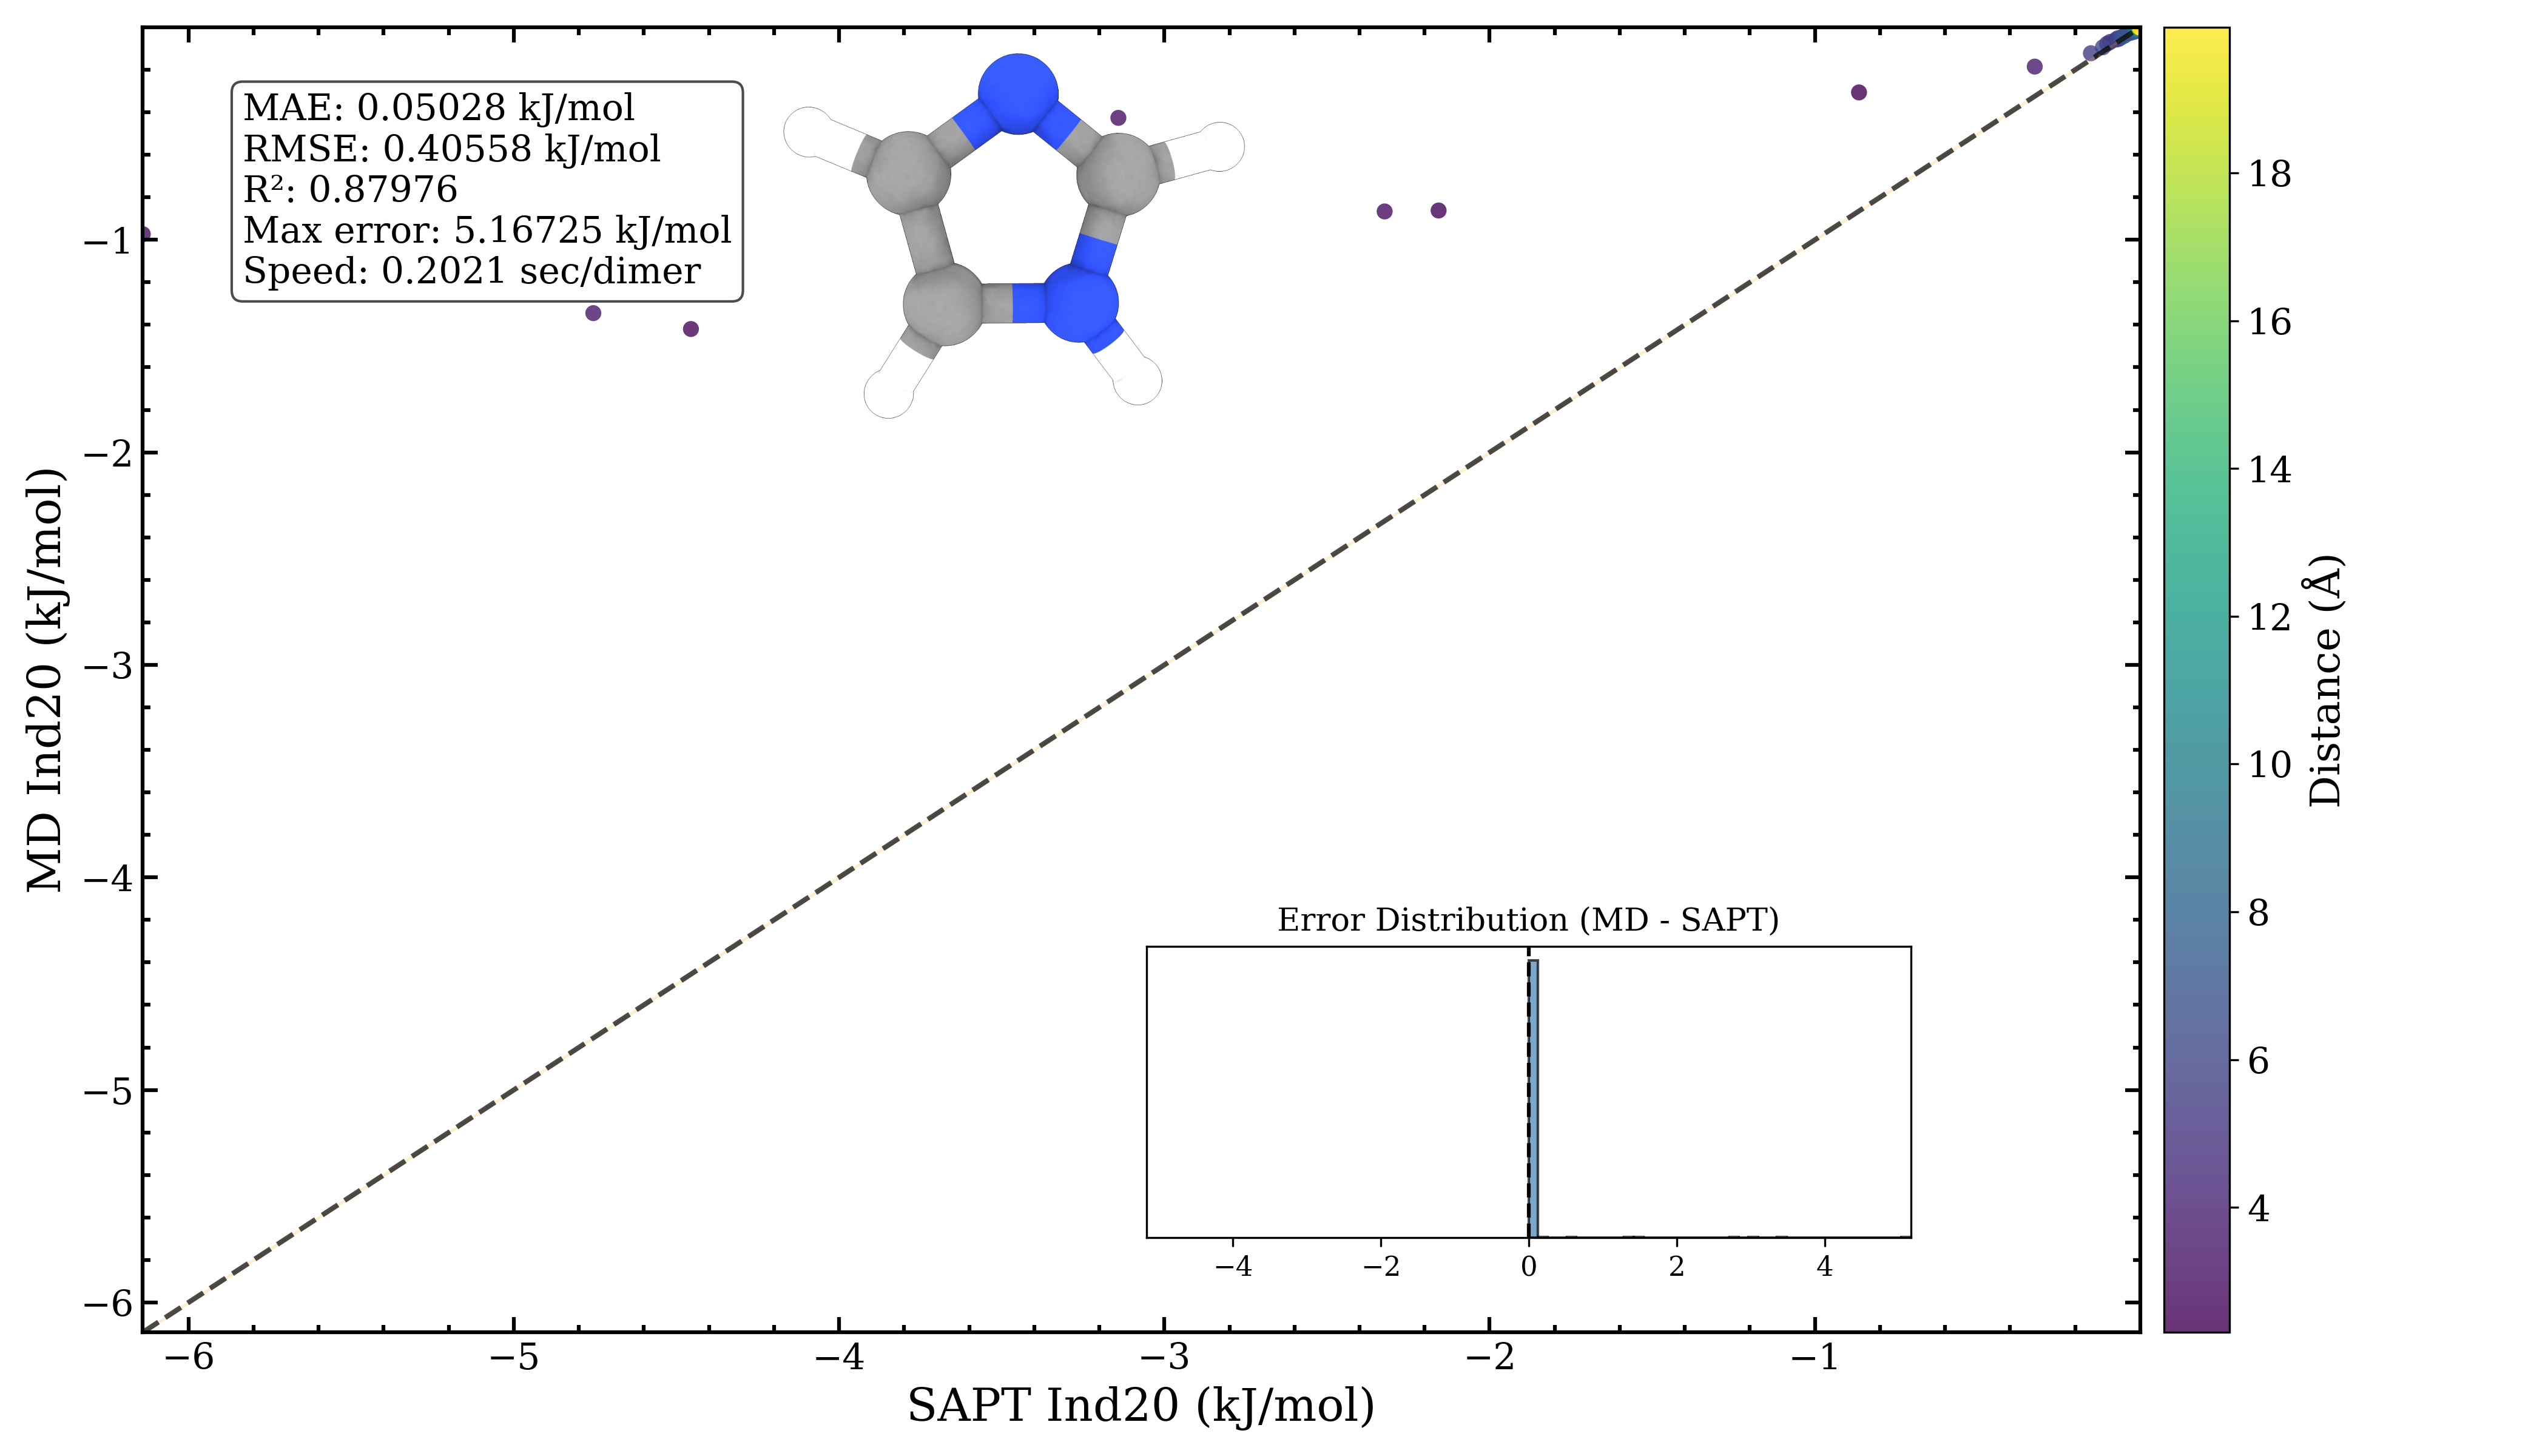 MAE: 0.05028 kJ/mol
RMSE: 0.40558 kJ/mol
R²: 0.87976
Max error: 5.16725 kJ/mol
Speed: 0.2021 sec/dimer
MD Ind20 (kJ/mol)
−1
−2
−3
−4
−5
−6
−6
−5
−4
−3
−2
−1
SAPT Ind20 (kJ/mol)
Error Distribution (MD - SAPT)
−4
−2
0
2
4
18
16
14
12
10
8
6
4
Distance (Å)